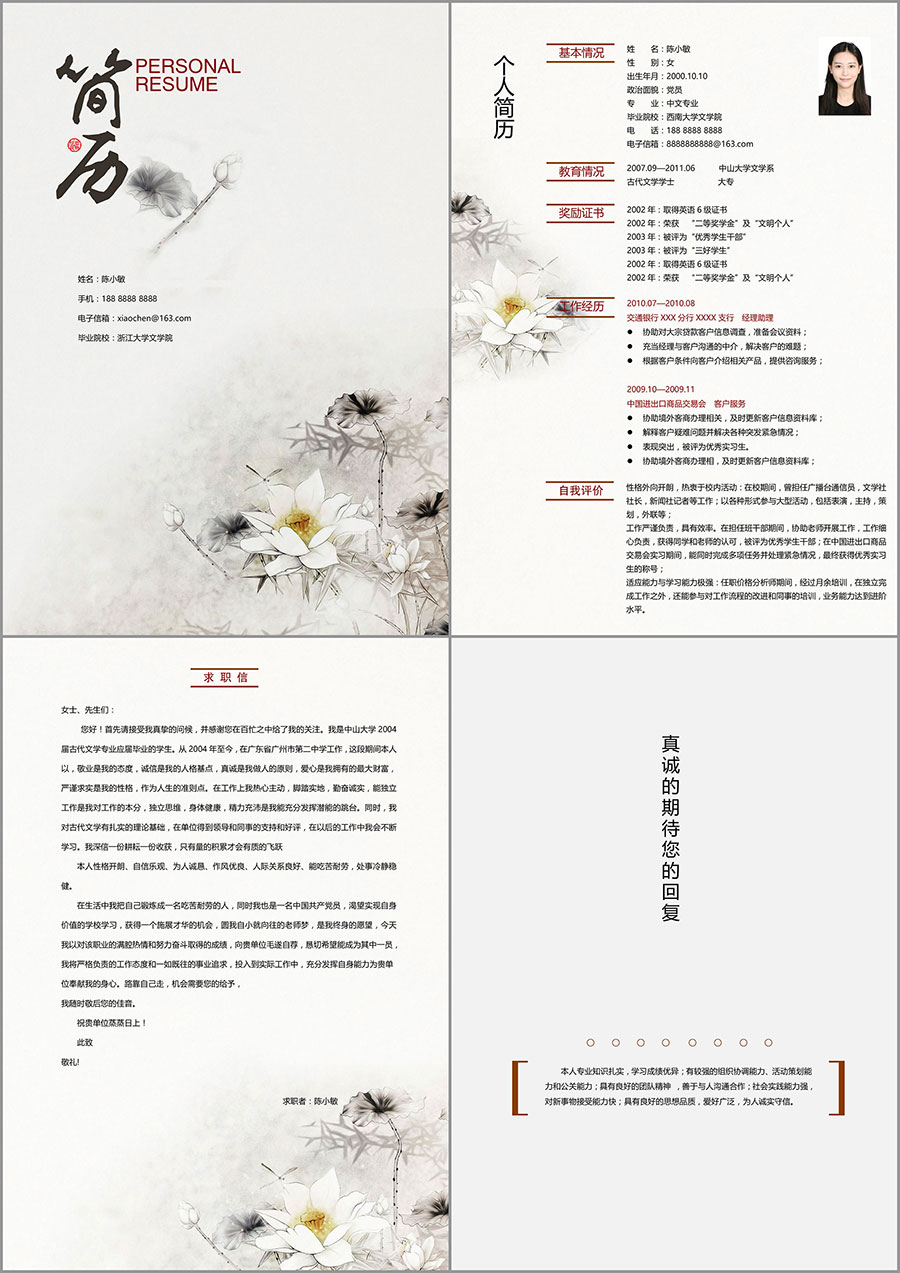 简历
PERSONAL
RESUME
姓名：陈小敏
手机：188 8888 8888
电子信箱：xiaochen@163.com
毕业院校：浙江大学文学院
个人简历
基本情况
姓　　名：陈小敏
性　　别：女
出生年月：2000.10.10
政治面貌：党员
专　　业：中文专业
毕业院校：西南大学文学院
电　　话：188 8888 8888
电子信箱：8888888888@163.com
教育情况
2007.09—2011.06　　中山大学文学系
古代文学学士　　大专
奖励证书
2002 年：取得英语 6 级证书
2002 年：荣获　“二等奖学金”及“文明个人”
2003 年：被评为“优秀学生干部”
2003 年：被评为“三好学生”
2002 年：取得英语 6 级证书
2002 年：荣获　“二等奖学金”及“文明个人”
工作经历
2010.07—2010.08
交通银行 XXX 分行 XXXX 支行　经理助理
● 协助对大宗贷款客户信息调查，准备会议资料；
● 充当经理与客户沟通的中介，解决客户的难题；
● 根据客户条件向客户介绍相关产品，提供咨询服务；
2009.10—2009.11
中国进出口商品交易会　客户服务
● 协助境外客商办理相关，及时更新客户信息资料库；
● 解释客户疑难问题并解决各种突发紧急情况；
● 表现突出，被评为优秀实习生。
● 协助境外客商办理相，及时更新客户信息资料库；
自我评价
性格外向开朗，热衷于校内活动：在校期间，曾担任广播台通信员，文学社
社长，新闻社记者等工作；以各种形式参与大型活动，包括表演，主持，策
划，外联等；
工作严谨负责，具有效率。在担任班干部期间，协助老师开展工作，工作细
心负责，获得同学和老师的认可，被评为优秀学生干部；在中国进出口商品
交易会实习期间，能同时完成多项任务并处理紧急情况，最终获得优秀实习
生的称号；
适应能力与学习能力极强：任职价格分析师期间，经过月余培训，在独立完
成工作之外，还能参与对工作流程的改进和同事的培训，业务能力达到进阶
水平。
求 职 信
女士、先生们：
您好！首先请接受我真挚的问候，并感谢您在百忙之中给了我的关注。我是中山大学 2004
届古代文学专业应届毕业的学生。从 2004 年至今，在广东省广州市第二中学工作，这段期间本人
以，敬业是我的态度，诚信是我的人格基点，真诚是我做人的原则，爱心是我拥有的最大财富，
严谨求实是我的性格，作为人生的准则点。在工作上我热心主动，脚踏实地，勤奋诚实，能独立
工作是我对工作的本分，独立思维，身体健康，精力充沛是我能充分发挥潜能的跳台。同时，我
对古代文学有扎实的理论基础，在单位得到领导和同事的支持和好评，在以后的工作中我会不断
学习。我深信一份耕耘一份收获，只有量的积累才会有质的飞跃
本人性格开朗、自信乐观、为人诚恳、作风优良、人际关系良好、能吃苦耐劳，处事冷静稳
健。
在生活中我把自己锻炼成一名吃苦耐劳的人，同时我也是一名中国共产党员，渴望实现自身
价值的学校学习，获得一个施展才华的机会，圆我自小就向往的老师梦，是我终身的愿望，今天
我以对该职业的满腔热情和努力奋斗取得的成绩，向贵单位毛遂自荐，恳切希望能成为其中一员，
我将严格负责的工作态度和一如既往的事业追求，投入到实际工作中，充分发挥自身能力为贵单
位奉献我的身心。路靠自己走，机会需要您的给予，
我随时敬后您的佳音。
祝贵单位蒸蒸日上！
此致
敬礼!
求职者：陈小敏
真诚的期待您的回复
本人专业知识扎实，学习成绩优异；有较强的组织协调能力、活动策划能
力和公关能力；具有良好的团队精神 ，善于与人沟通合作；社会实践能力强，
对新事物接受能力快；具有良好的思想品质，爱好广泛，为人诚实守信。